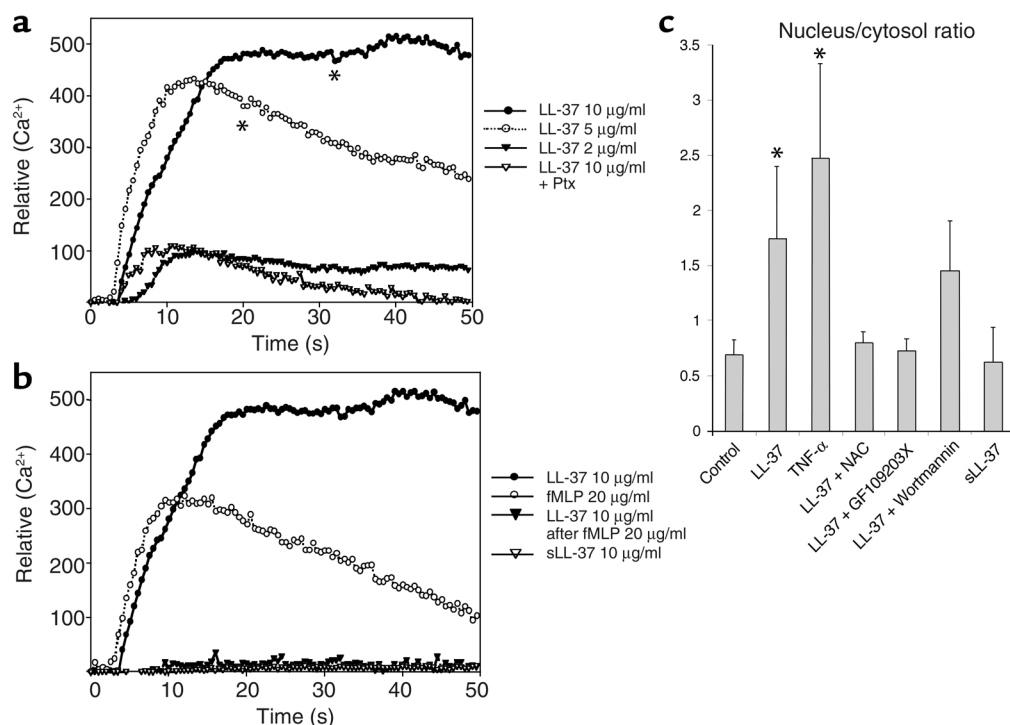 a
500
400
300
200
100
0
0 10 20 30 40 50
Relative (Ca²⁺)
Time (s)
*
*
LL-37 10 µg/ml
LL-37 5 µg/ml
LL-37 2 µg/ml
LL-37 10 µg/ml
+ Ptx
b
500
400
300
200
100
0 10 20 30 40 50
Relative (Ca²⁺)
Time (s)
LL-37 10 µg/ml
fMLP 20 µg/ml
LL-37 10 µg/ml
after fMLP 20 µg/ml
sLL-37 10 µg/ml
c
Nucleus/cytosol ratio
3.5
3
2.5
2
1.5
1
0.5
0
*
*
Control
LL-37
TNF-α
LL-37 + NAC
LL-37 + GF109203X
LL-37 + Wortmannin
sLL-37